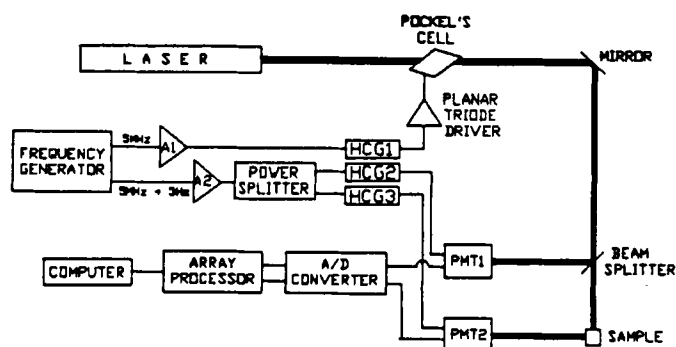 POCKEL'S
CELL
LASER
MIRROR
PLANAR
TRIODE
DRIVER
5MHz
A1
HCG1
FREQUENCY
GENERATOR
A2
POWER
SPLITTER
HCG2
HCG3
5MHz + 3Hz
A/D
CONVERTER
ARRAY
PROCESSOR
COMPUTER
PMT1
BEAM
SPLITTER
PMT2
SAMPLE